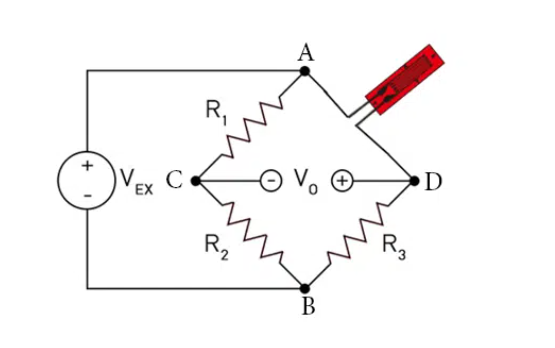 A
R1
+
-
VEX
C
-
VO
+
D
R2
R3
B